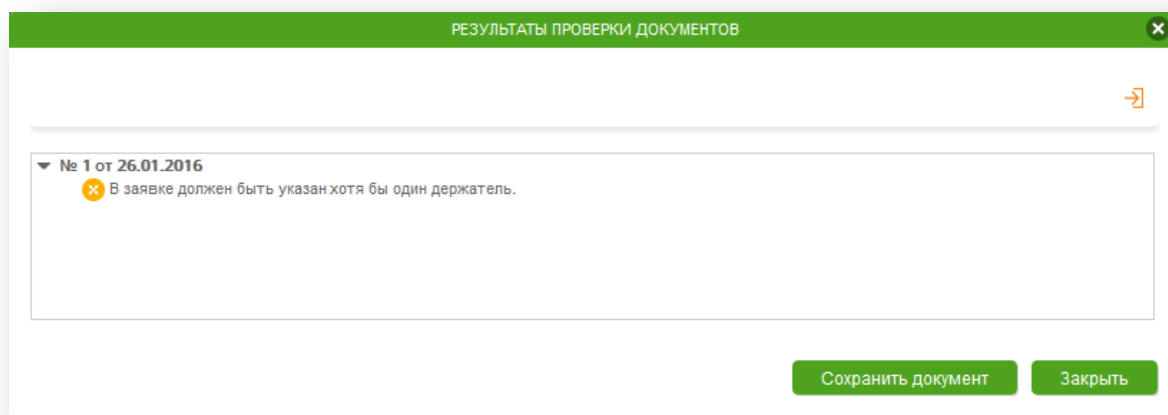 РЕЗУЛЬТАТЫ ПРОВЕРКИ ДОКУМЕНТОВ
№ 1 от 26.01.2016
В заявке должен быть указан хотя бы один держатель.
Сохранить документ Закрыть